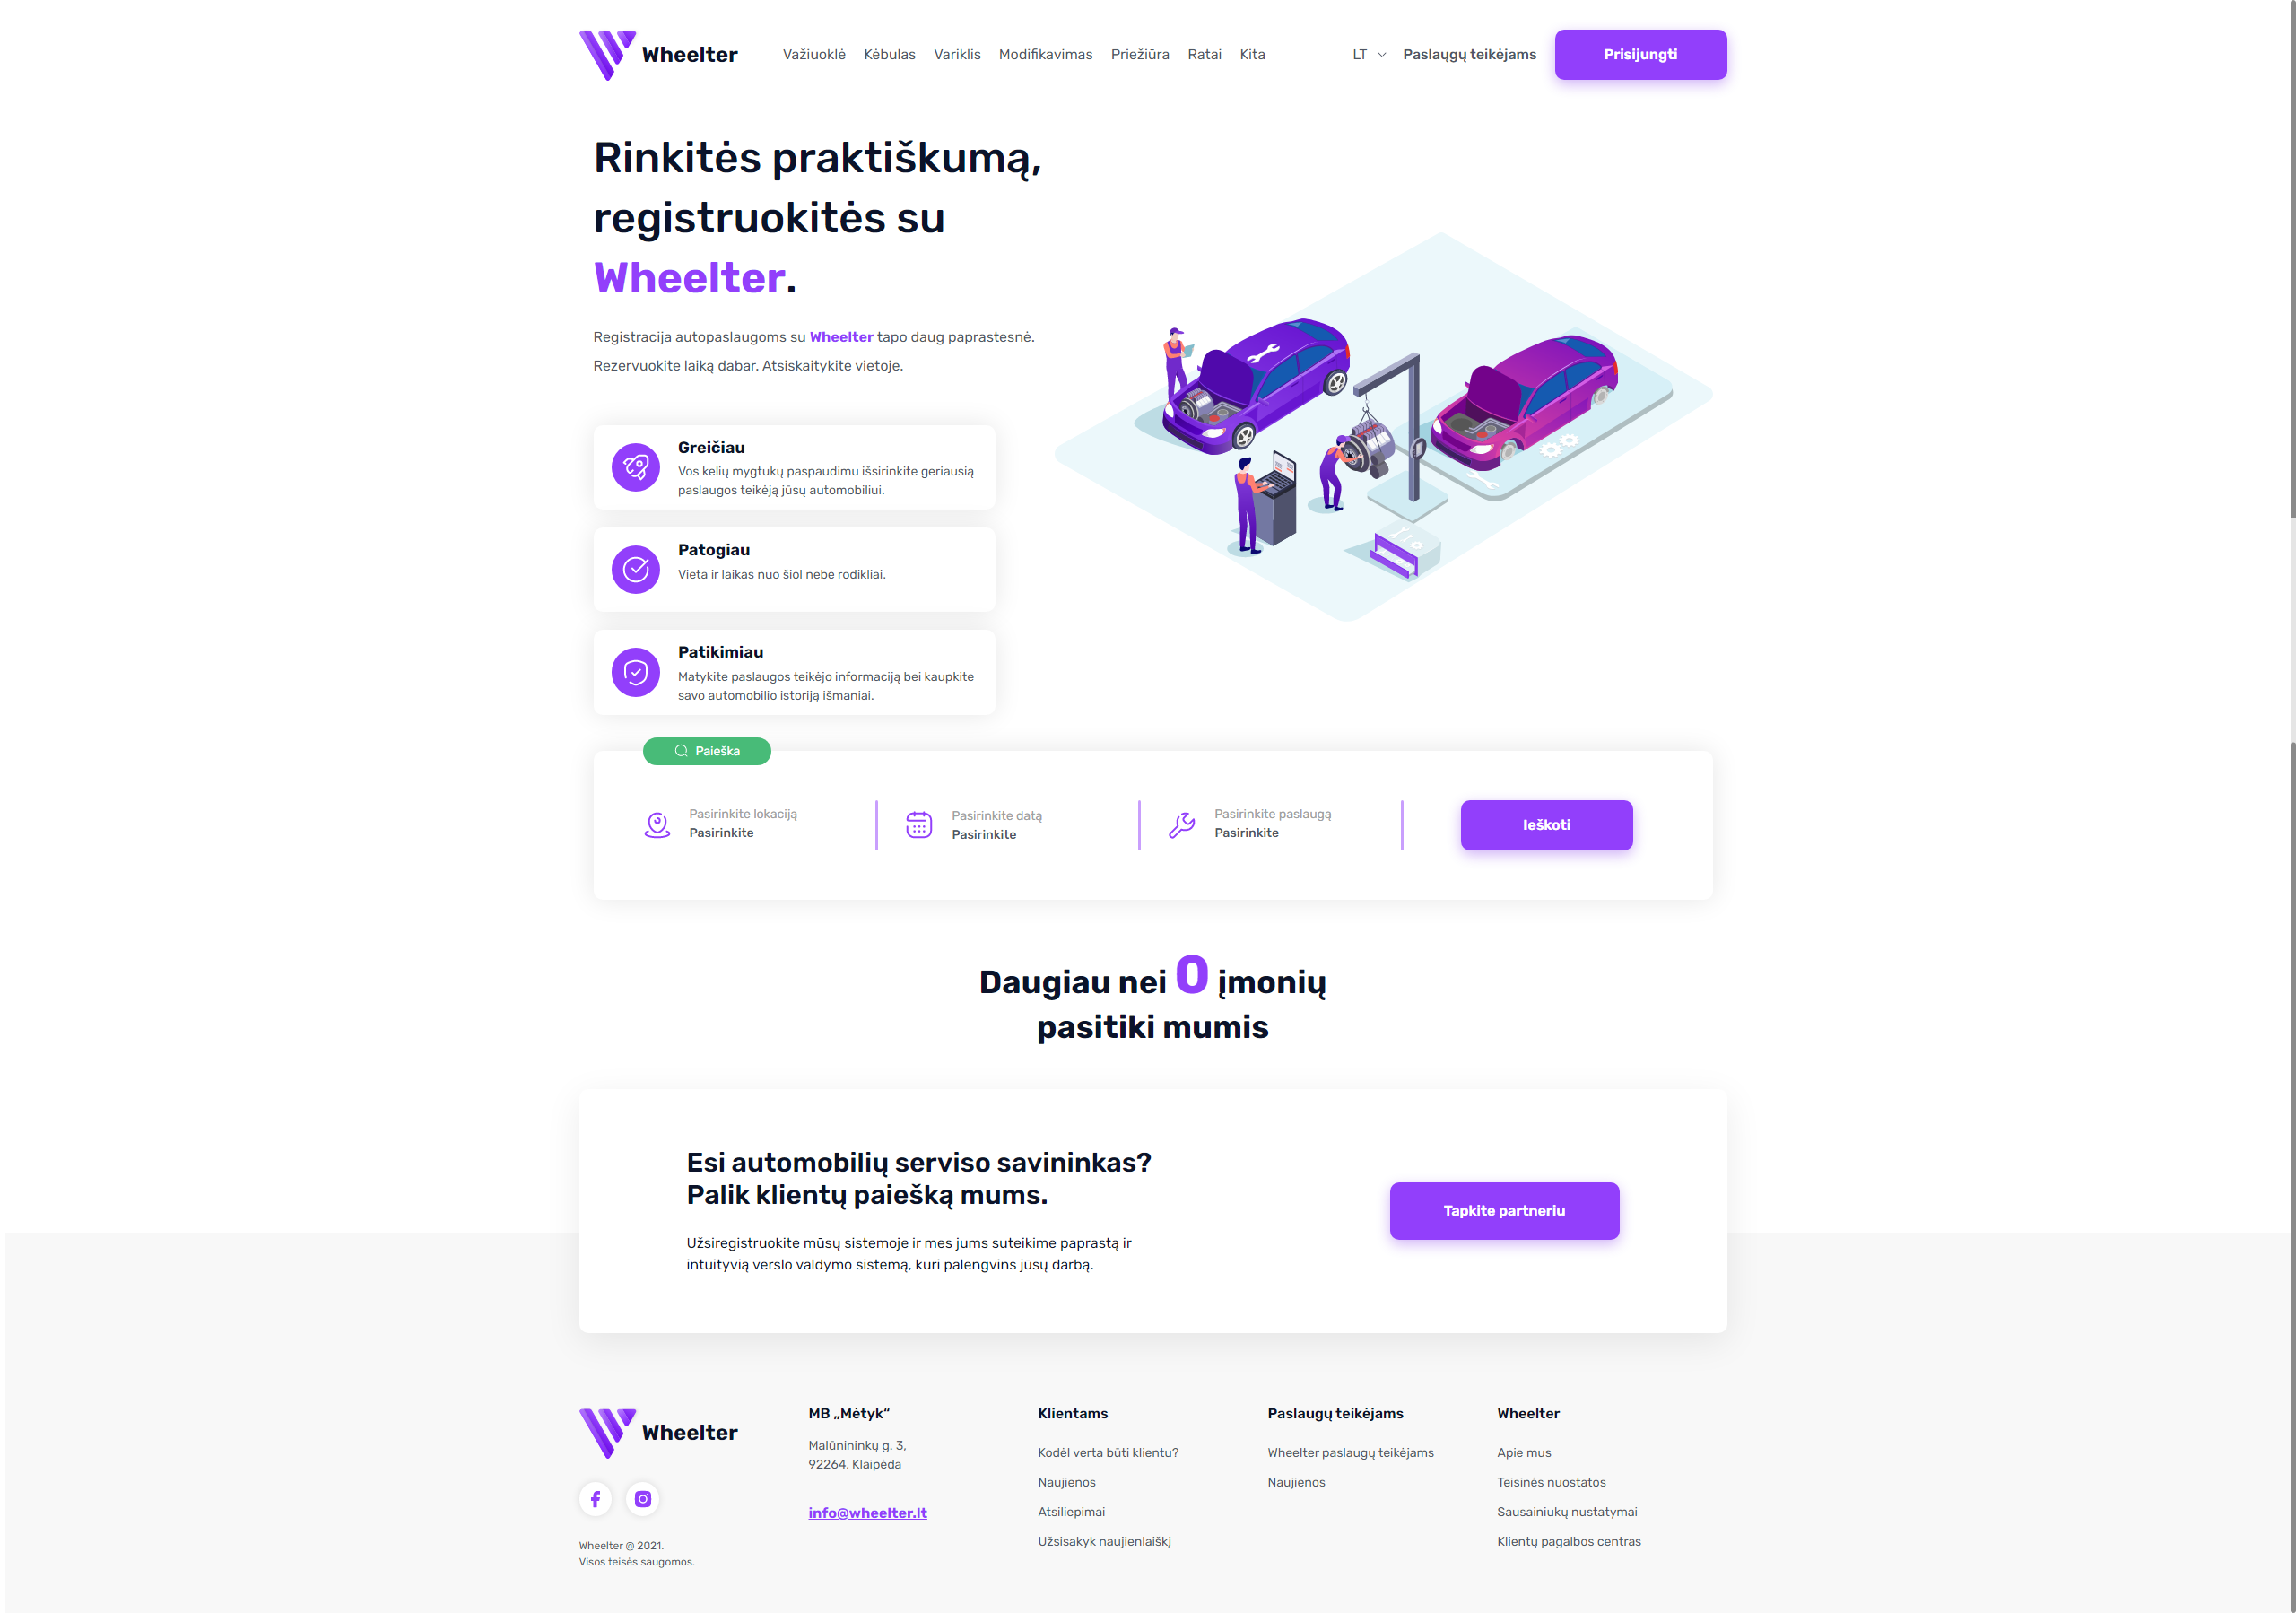 Wheelter
Važiuoklė Kėbulas Variklis Modifikavimas Priežiūra Ratai Kita
LT Paslaugų teikėjams Prisijungti
Rinkitės praktiškumą,
registruokitės su
Wheelter.
Registracija autopaslaugoms su Wheelter tapo daug paprastesnė.
Rezervuokite laiką dabar. Atsiskaitykite vietoje.
Greičiau
Vos kelių mygtukų paspaudimu išsirinkite geriausią
paslaugos teikėją jūsų automobiliui.
Patogiau
Vieta ir laikas nuo šiol nebe rodikliai.
Patikimiau
Matykite paslaugos teikėjo informaciją bei kaupkite
savo automobilio istoriją išmaniai.
Paieška
Pasirinkite lokaciją
Pasirinkite
Pasirinkite datą
Pasirinkite
Pasirinkite paslaugą
Pasirinkite
Ieškoti
Daugiau nei 0 įmonių
pasitiki mumis
Esi automobilių serviso savininkas?
Palik klientų paiešką mums.
Užsiregistruokite mūsų sistemoje ir mes jums suteikime paprastą ir
intuityvią verslo valdymo sistemą, kuri palengvins jūsų darbą.
Tapkite partneriu
Wheelter
Wheelter @ 2021.
Visos teisės saugomos.
MB „Mėtyk“
Malūnininkų g. 3,
92264, Klaipėda
info@wheelter.lt
Klientams
Kodėl verta būti klientu?
Naujienos
Atsiliepimai
Užsisakyk naujienlaiškį
Paslaugų teikėjams
Wheelter paslaugų teikėjams
Naujienos
Wheelter
Apie mus
Teisinės nuostatos
Sausainiukų nustatymai
Klientų pagalbos centras